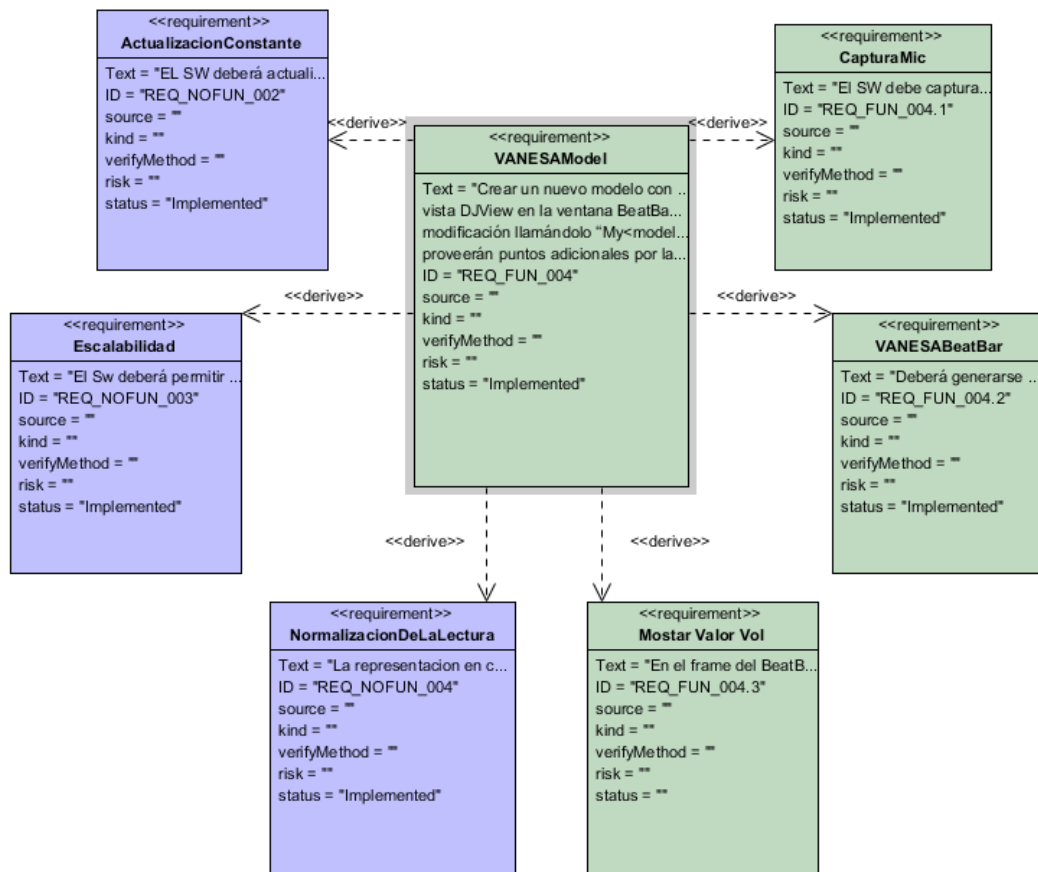 <<requirement>>
ActualizacionConstante
Text = "EL SW deberá actuali...
ID = "REQ_NOFUN_002"
source = ""
kind = ""
verifyMethod = ""
risk = ""
status = "Implemented"
<<derive>>
<<requirement>>
VANESAModel
Text = "Crear un nuevo modelo con ...
vista DJView en la ventana BeatBa...
modificación llamándolo “My<model...
proveerán puntos adicionales por la...
ID = "REQ_FUN_004"
source = ""
kind = ""
verifyMethod = ""
risk = ""
status = "Implemented"
<<derive>>
<<requirement>>
CapturaMic
Text = "El SW debe captura...
ID = "REQ_FUN_004.1"
source = ""
kind = ""
verifyMethod = ""
risk = ""
status = "Implemented"
<<derive>>
<<requirement>>
Escalabilidad
Text = "El Sw deberá permitir ...
ID = "REQ_NOFUN_003"
source = ""
kind = ""
verifyMethod = ""
risk = ""
status = "Implemented"
<<derive>>
<<requirement>>
VANESABeatBar
Text = "Deberá generarse ...
ID = "REQ_FUN_004.2"
source = ""
kind = ""
verifyMethod = ""
risk = ""
status = "Implemented"
<<derive>>
<<requirement>>
NormalizacionDeLaLectura
Text = "La representacion en c...
ID = "REQ_NOFUN_004"
source = ""
kind = ""
verifyMethod = ""
risk = ""
status = "Implemented"
<<derive>>
<<requirement>>
Mostar Valor Vol
Text = "En el frame del BeatB...
ID = "REQ_FUN_004.3"
source = ""
kind = ""
verifyMethod = ""
risk = ""
status = ""